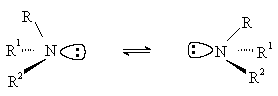 R R
R¹ N : ⇌ : N R¹
R² R²